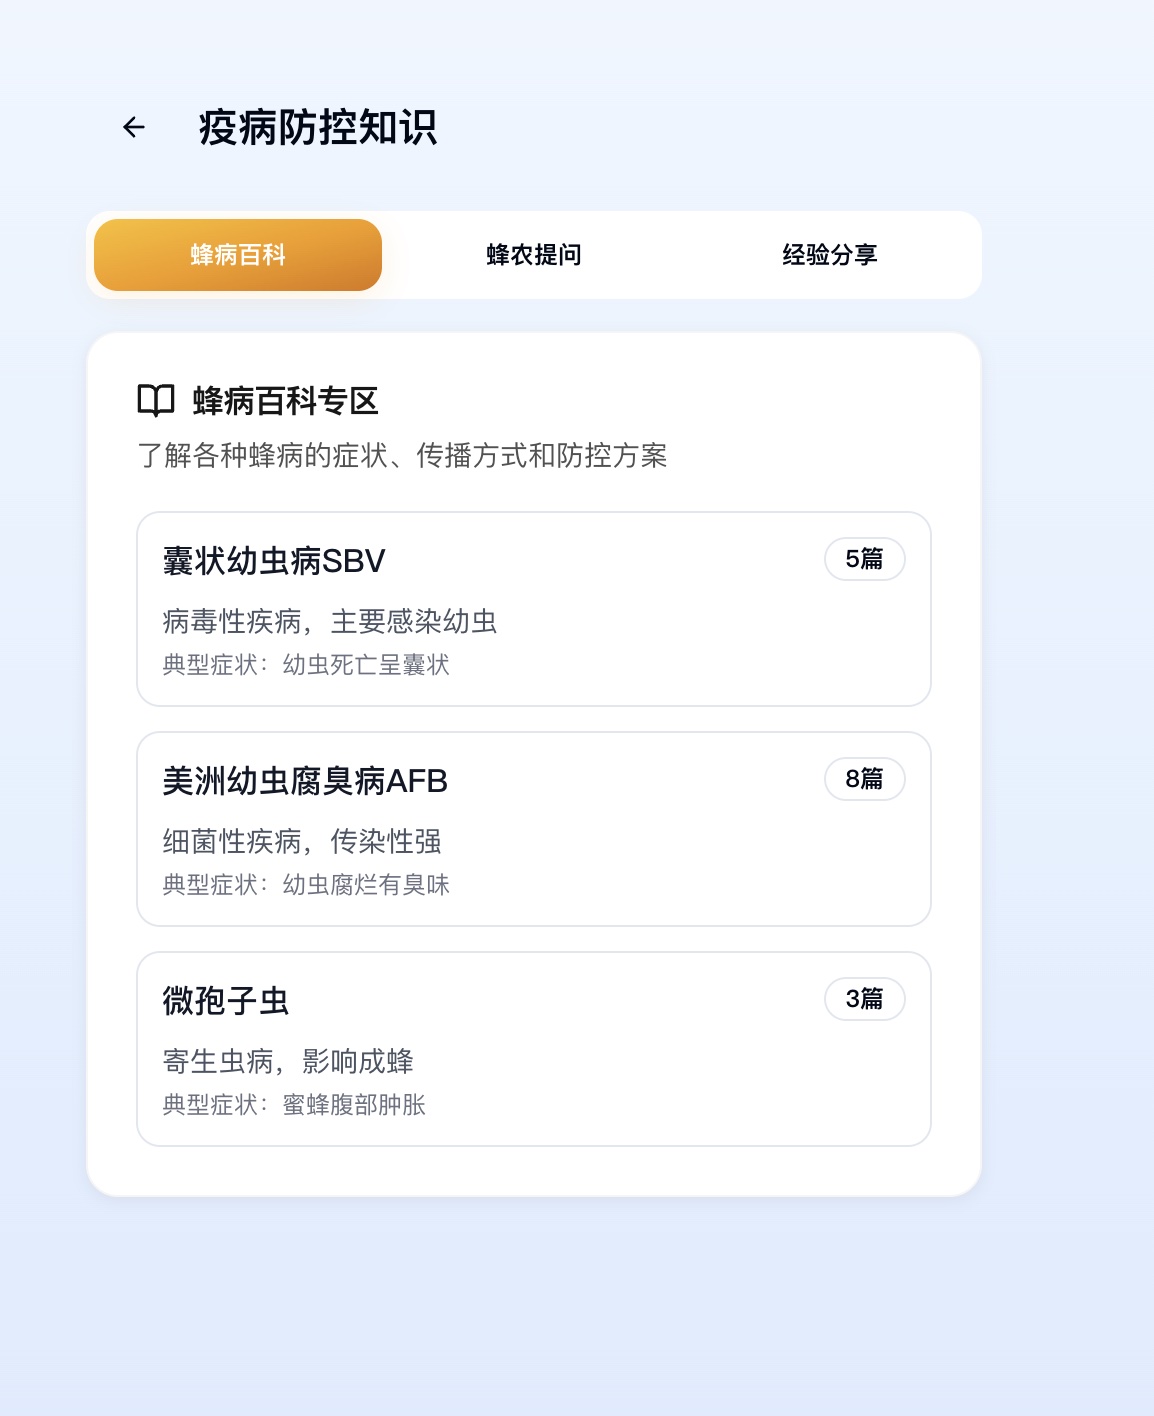 疫病防控知识
蜂病百科
蜂农提问
经验分享
蜂病百科专区
了解各种蜂病的症状、传播方式和防控方案
囊状幼虫病SBV
5篇
病毒性疾病，主要感染幼虫
典型症状：幼虫死亡呈囊状
美洲幼虫腐臭病AFB
8篇
细菌性疾病，传染性强
典型症状：幼虫腐烂有臭味
微孢子虫
3篇
寄生虫病，影响成蜂
典型症状：蜜蜂腹部肿胀